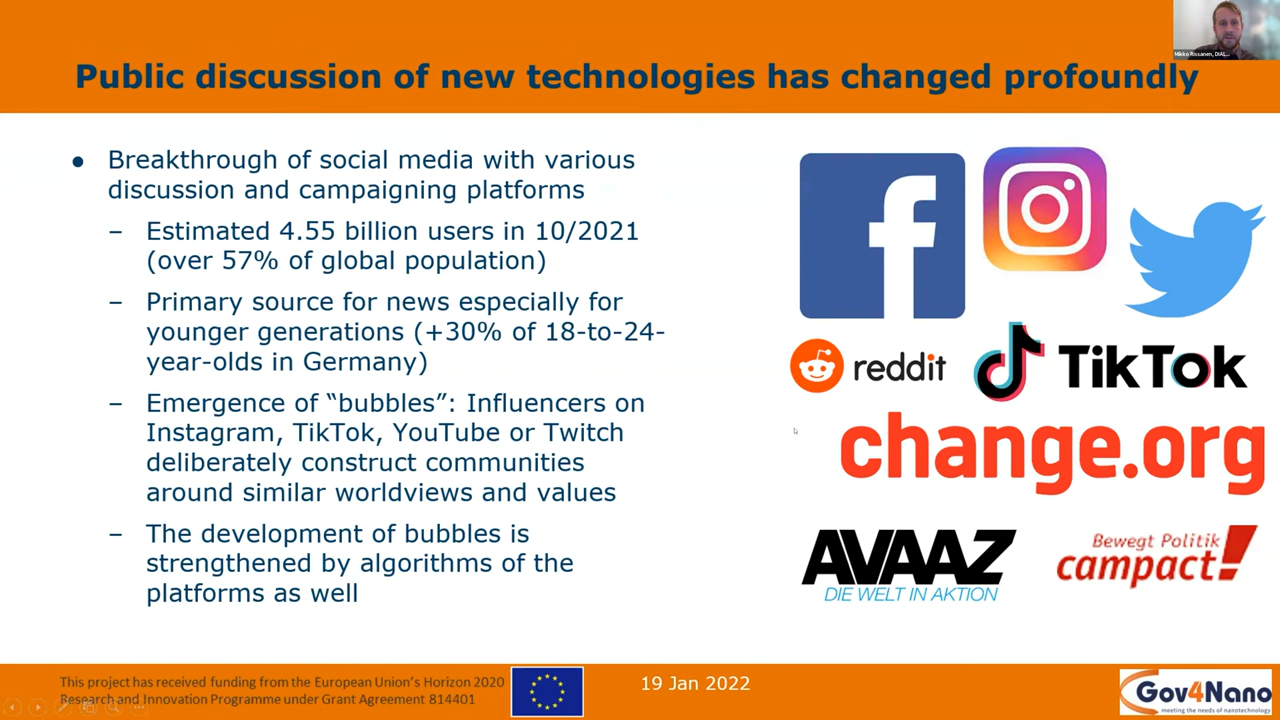 Mikko Rissanen, DIAL...
Public discussion of new technologies has changed profoundly
● Breakthrough of social media with various
discussion and campaigning platforms
– Estimated 4.55 billion users in 10/2021
(over 57% of global population)
– Primary source for news especially for
younger generations (+30% of 18-to-24-
year-olds in Germany)
– Emergence of “bubbles”: Influencers on
Instagram, TikTok, YouTube or Twitch
deliberately construct communities
around similar worldviews and values
– The development of bubbles is
strengthened by algorithms of the
platforms as well
reddit
TikTok
change.org
AVAAZ
DIE WELT IN AKTION
Bewegt Politik
campact!
This project has received funding from the European Union’s Horizon 2020
Research and Innovation Programme under Grant Agreement 814401
19 Jan 2022
Gov4Nano
meeting the needs of nanotechnology